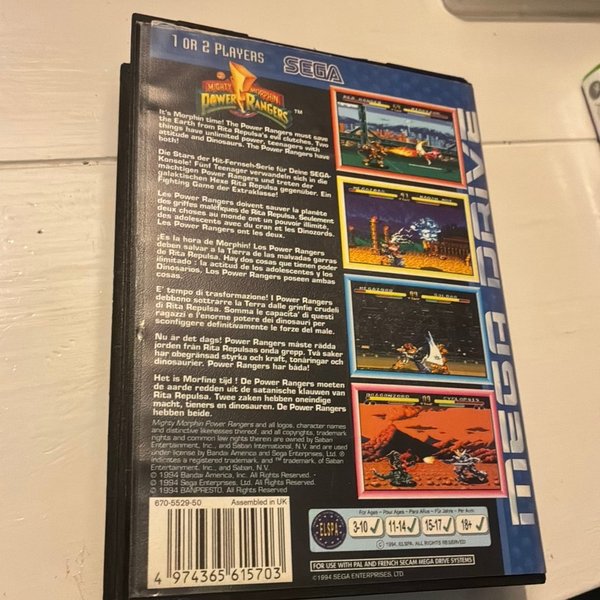 1 OR 2 PLAYERS
SEGA
MIGHTY MORPHIN
POWER RANGERS ™
It's Morphin time! The Power Rangers must save
the Earth from Rita Repulsa's evil clutches. Two
things have unlimited power, teenagers with
attitude and Dinosaurs. The Power Rangers have
both!
Die Stars der Hit-Fernseh-Serie für Deine SEGA-
Konsole! Fünf Teenager verwandeln sich in die
mächtigen Power Rangers und treten der
galaktischen Hexe Rita Repulsa gegenüber. Ein
Fighting Game der Extraklasse!
Les Power Rangers doivent sauver la planète
des griffes maléfiques de Rita Repulsa. Seulement
deux choses au monde ont un pouvoir illimité,
des adolescents avec du cran et les Dinozords.
Les Power Rangers ont les deux.
¡Es la hora de Morphin! Los Power Rangers
deben salvar a la Tierra de las malvadas garras
de Rita Repulsa. Hay dos cosas que tienen poder
ilimitado : la actitud de los adolescentes y los
Dinosarios. Los Power Rangers poseen ambas
cosas.
E' tempo di trasformazione! I Power Rangers
debbono sottrarre la Terra dalle grinfie crudeli
di Rita Repulsa. Somma le capacita' di questi
ragazzi e l'enorme potere dei dinosauri per
sconfiggere definitivamente le forze del male.
Nu är det dags! Power Rangers måste rädda
jorden från Rita Repulsas onda grepp. Två saker
har obegränsad styrka och kraft, tonåringar och
dinosaurier. Power Rangers har båda!
Het is Morfine tijd ! De Power Rangers moeten
de aarde redden uit de satanische klauwen van
Rita Repulsa. Twee zaken hebben oneindige
macht, tieners en dinosauren. De Power Rangers
hebben beide.
Mighty Morphin Power Rangers and all logos, character names
and distinctive likenesses thereof, and all copyrights, trademark
rights and common law rights therein are owned by Saban
Entertainment, Inc., and Saban International, N.V. and are used
under license by Bandai America and Sega Enterprises, Ltd. ®
indicates a registered trademark, and ™ trademark, of Saban
Entertainment, Inc., and Saban, N.V.
© 1994 Bandai America, Inc. All Rights Reserved.
© 1994 Sega Enterprises, Ltd. All Rights Reserved.
© 1994 BANPRESTO. All Rights Reserved
670-5529-50 Assembled in UK
4 974365 615703
MEGA DRIVE
ELSPA
For Ages - Pour Ages - Für Jahre - Per Anni
3-10 ✓ 11-14 ✓ 15-17 ✓ 18+ ✓
© 1994. ELSPA. ALL RIGHTS RESERVED
FOR USE WITH PAL AND FRENCH SECAM MEGA DRIVE SYSTEMS
©1994 SEGA ENTERPRISES, LTD.